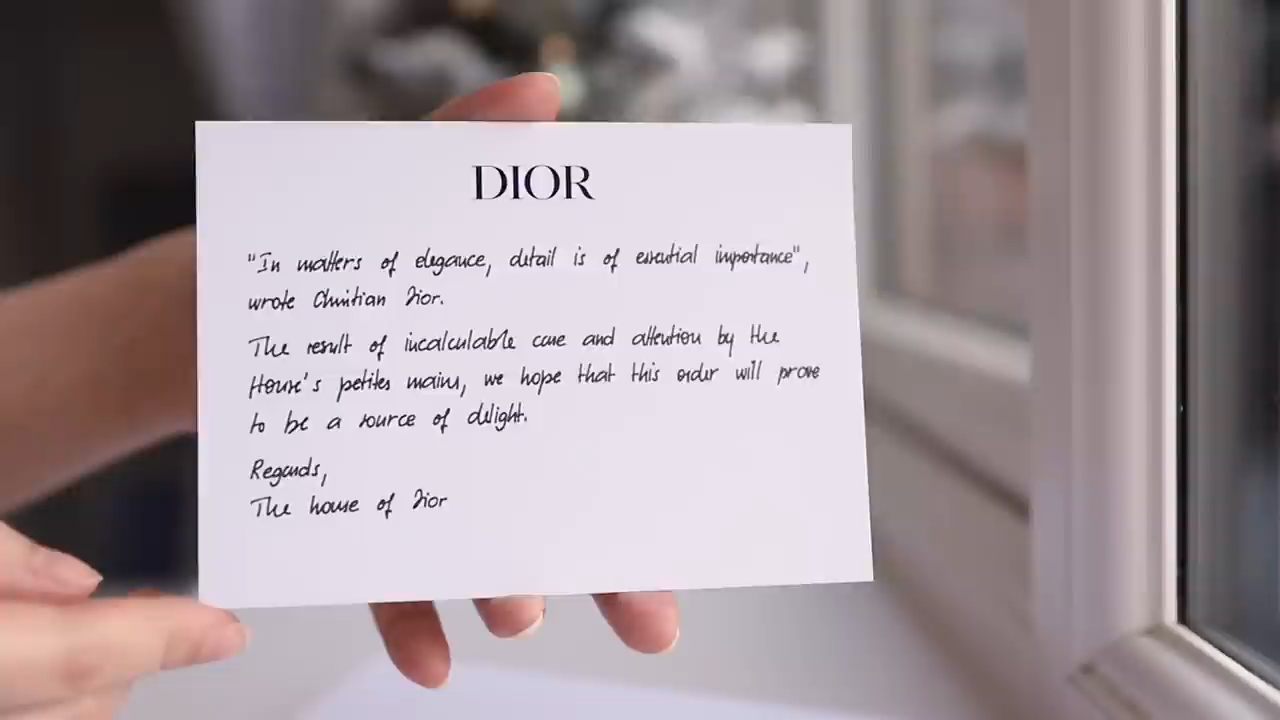 DIOR
"In matters of elegance, detail is of essential importance",
wrote Christian Dior.
The result of incalculable care and attention by the
House's petites mains, we hope that this order will prove
to be a source of delight.
Regards,
The house of Dior